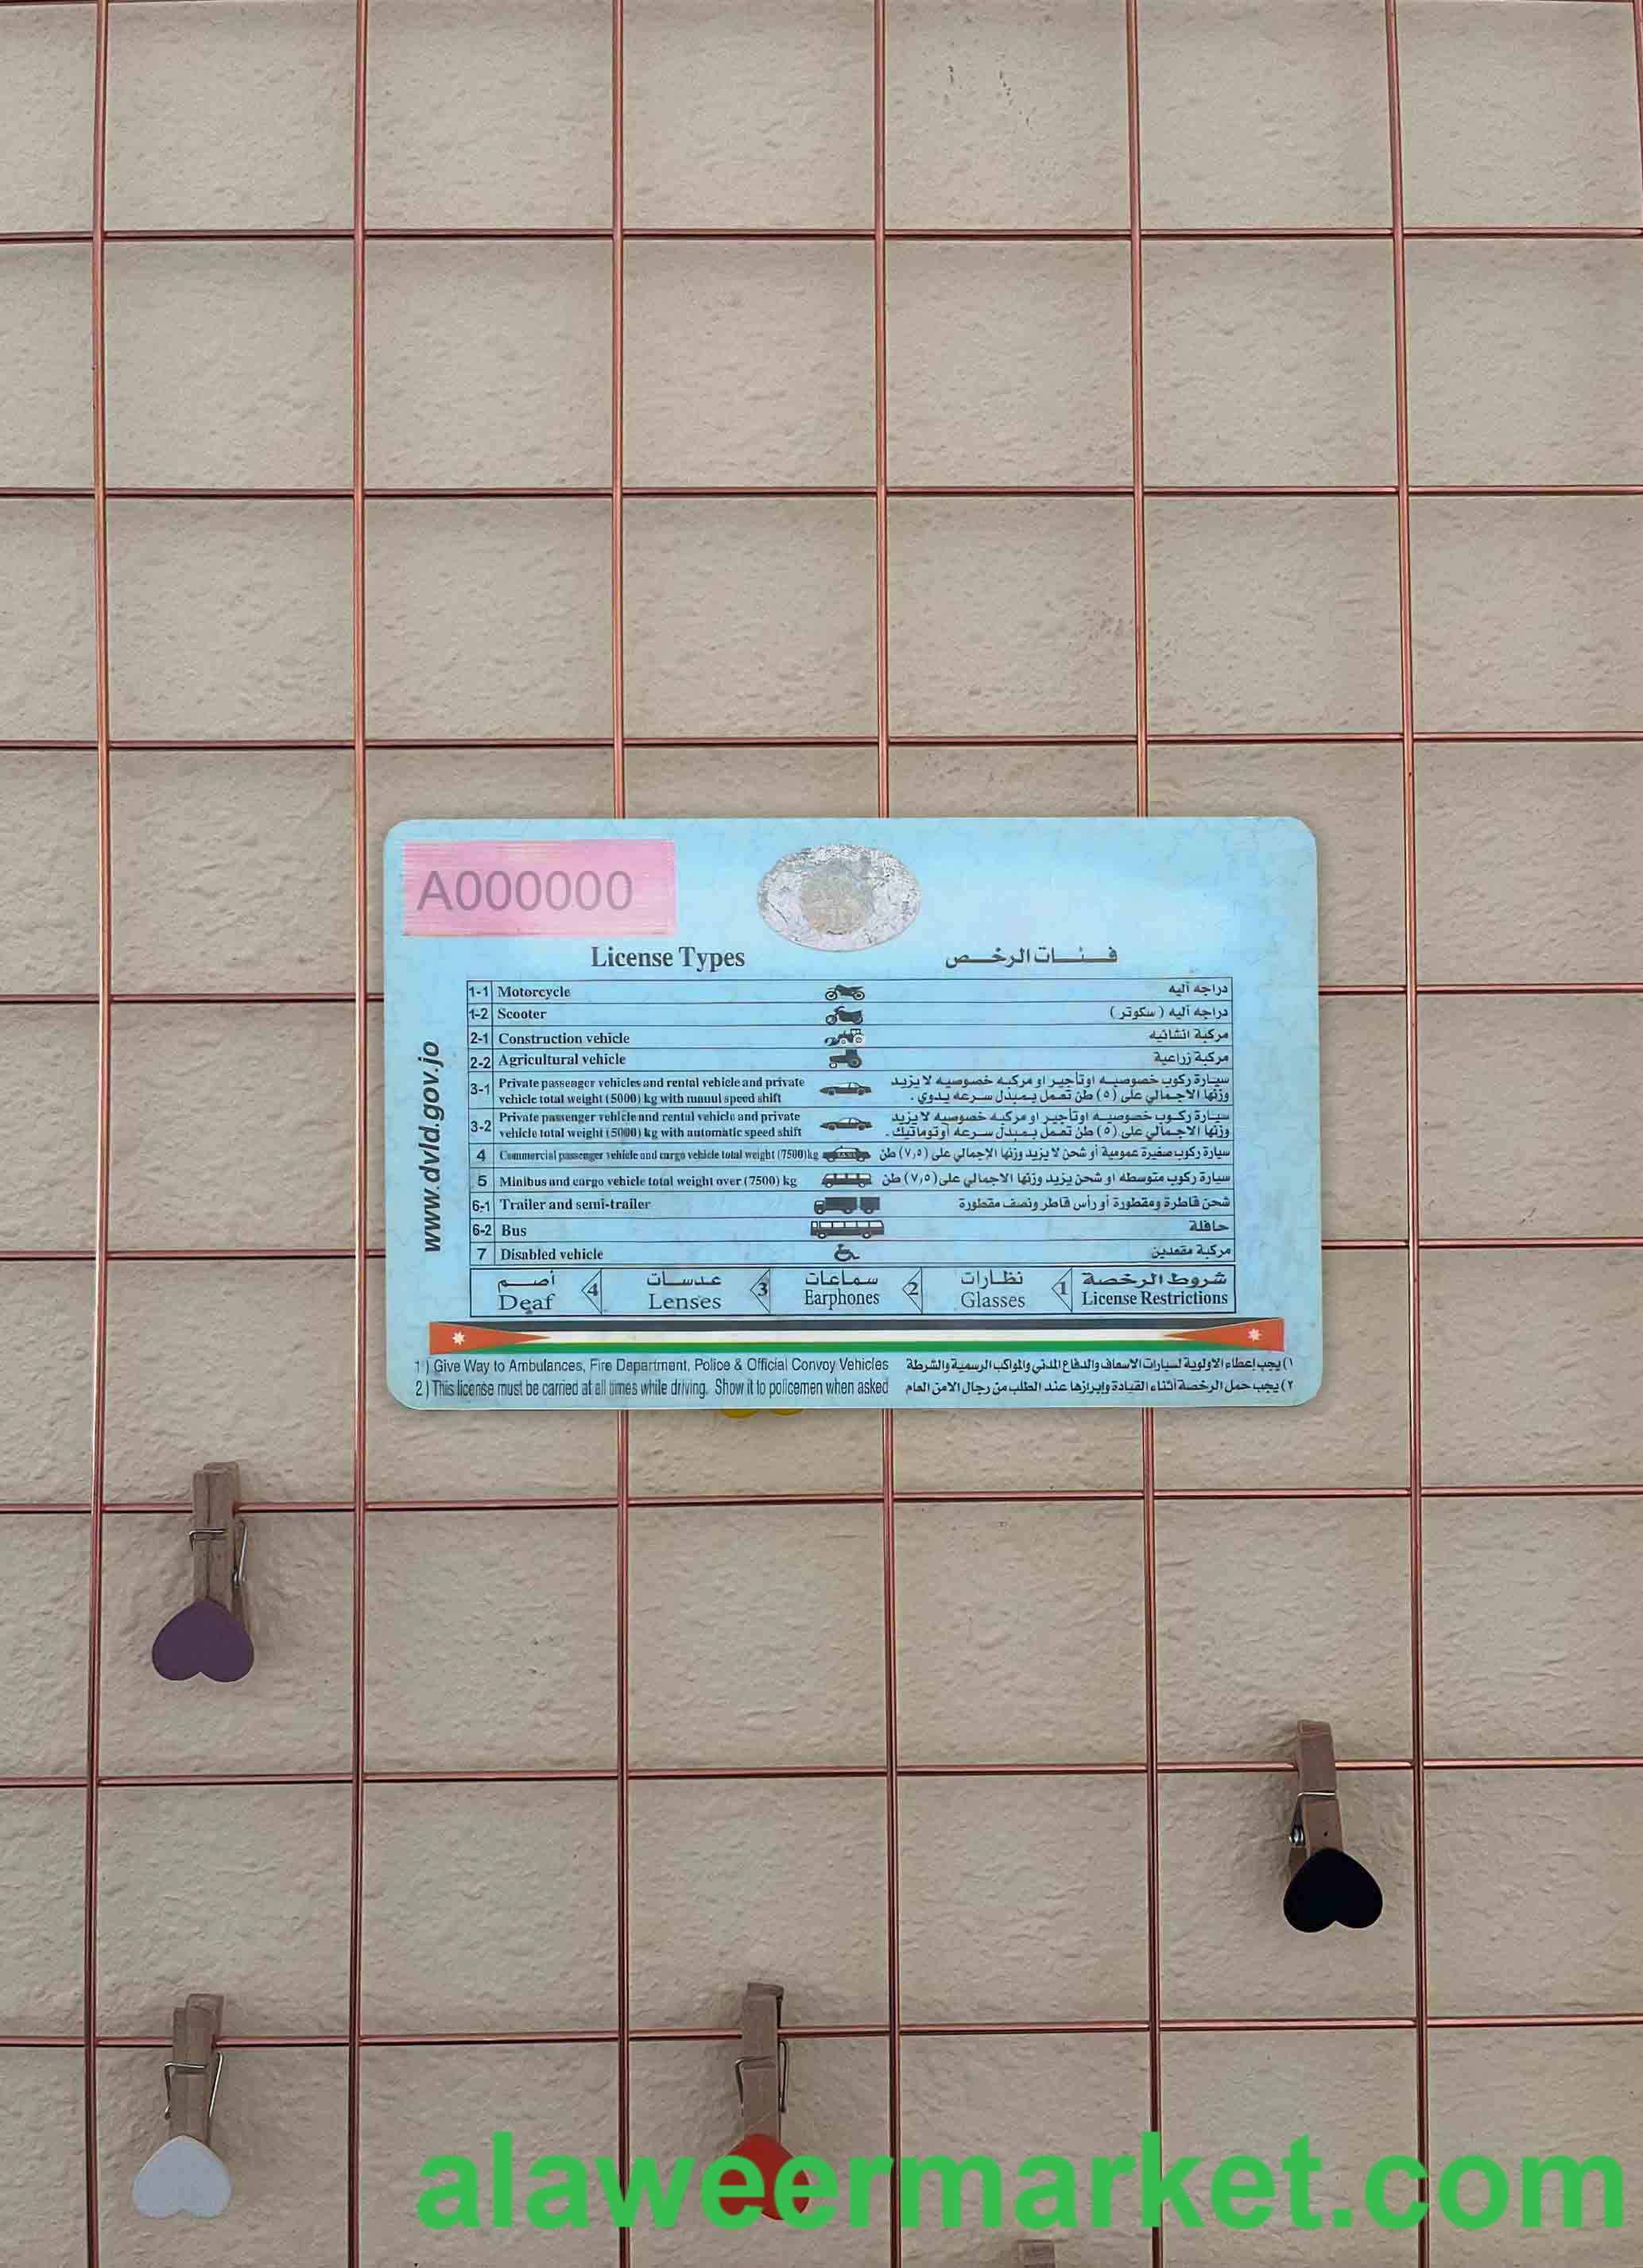 A000000
License Types
فئات الرخص
www.dvld.gov.jo
1-1 Motorcycle دراجه آليه
1-2 Scooter دراجه آليه ( سكوتر )
2-1 Construction vehicle مركبة انشائيه
2-2 Agricultural vehicle مركبة زراعية
3-1 Private passenger vehicles and rental vehicle and private
vehicle total weight (5000) kg with manul speed shift
سيارة ركوب خصوصيه اوتأجير او مركبه خصوصيه لا يزيد
وزنها الاجمالي على (٥) طن تعمل بمبدل سرعه يدوي .
3-2 Private passenger vehicle and rental vehicle and private
vehicle total weight (5000) kg with automatic speed shift
سيارة ركوب خصوصيه اوتأجير او مركبه خصوصيه لا يزيد
وزنها الاجمالي على (٥) طن تعمل بمبدل سرعه اوتوماتيك .
4 Commercial passenger vehicle and cargo vehicle total weight (7500)kg سيارة ركوب صغيرة عمومية أو شحن لا يزيد وزنها الإجمالي على (٧,٥) طن
5 Minibus and cargo vehicle total weight over (7500) kg سيارة ركوب متوسطه او شحن يزيد وزنها الاجمالي على (٧,٥) طن
6-1 Trailer and semi-trailer شحن قاطرة ومقطورة أو رأس قاطر ونصف مقطورة
6-2 Bus حافلة
7 Disabled vehicle مركبة مقعدين
أصم 4 عدسات 3 سماعات 2 نظارات 1 شروط الرخصة
Deaf Lenses Earphones Glasses License Restrictions
1 ) Give Way to Ambulances, Fire Department, Police & Official Convoy Vehicles
١) يجب إعطاء الاولوية لسيارات الاسعاف والدفاع المدني والمواكب الرسمية والشرطة
2 ) This license must be carried at all times while driving. Show it to policemen when asked
٢) يجب حمل الرخصة أثناء القيادة وإبرازها عند الطلب من رجال الامن العام
alaweermarket.com